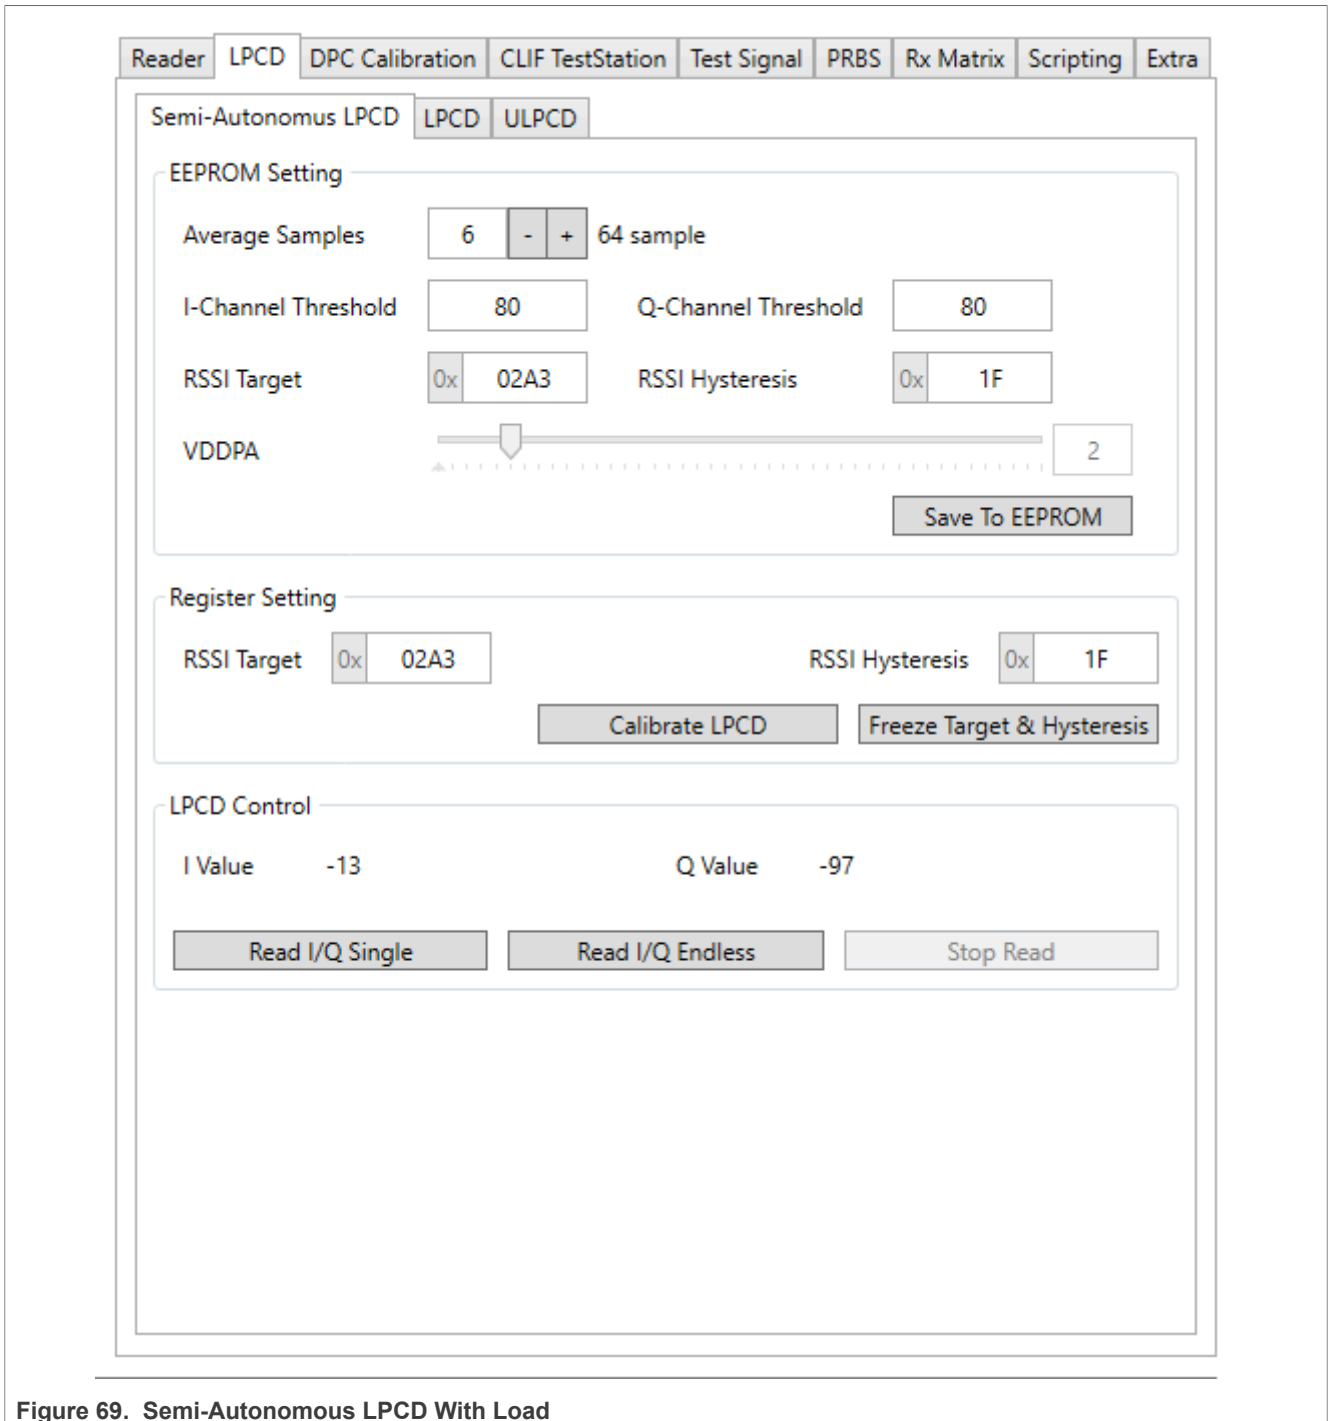 Reader LPCD DPC Calibration CLIF TestStation Test Signal PRBS Rx Matrix Scripting Extra
Semi-Autonomus LPCD LPCD ULPCD
EEPROM Setting
Average Samples 6 - + 64 sample
I-Channel Threshold 80 Q-Channel Threshold 80
RSSI Target 0x 02A3 RSSI Hysteresis 0x 1F
VDDPA 2
Save To EEPROM
Register Setting
RSSI Target 0x 02A3 RSSI Hysteresis 0x 1F
Calibrate LPCD Freeze Target & Hysteresis
LPCD Control
I Value -13 Q Value -97
Read I/Q Single Read I/Q Endless Stop Read
Figure 69. Semi-Autonomous LPCD With Load